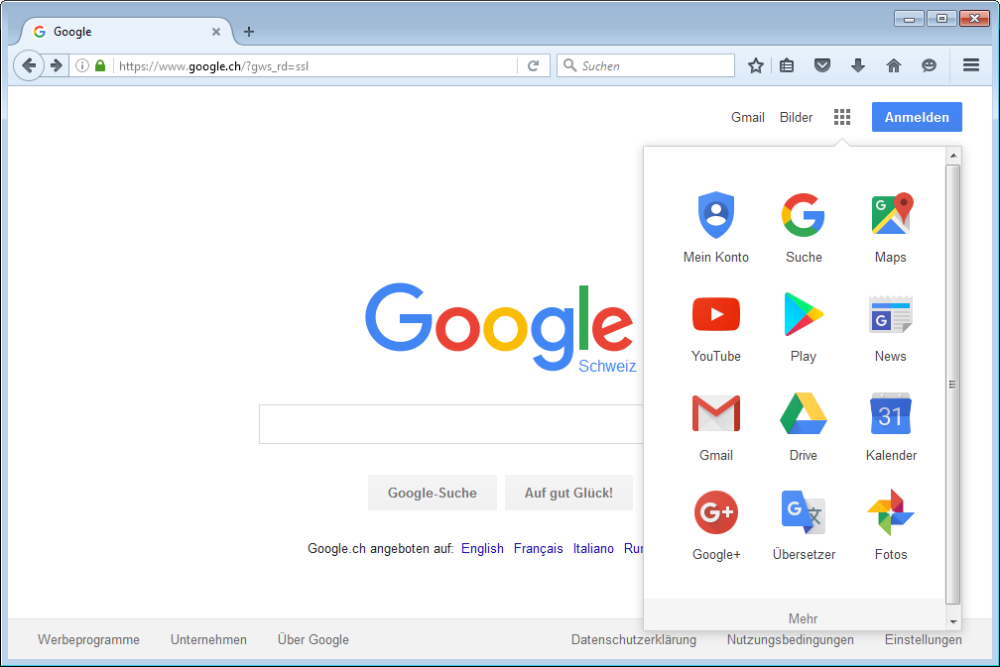 Google
https://www.google.ch/?gws_rd=ssl
Suchen
Gmail Bilder Anmelden
G
Mein Konto Suche Maps
G
YouTube Play News
31
Gmail Drive Kalender
G+ G 文
Google+ Übersetzer Fotos
Mehr
Google
Schweiz
Google-Suche Auf gut Glück!
Google.ch angeboten auf: English Français Italiano
Werbeprogramme Unternehmen Über Google Datenschutzerklärung Nutzungsbedingungen Einstellungen